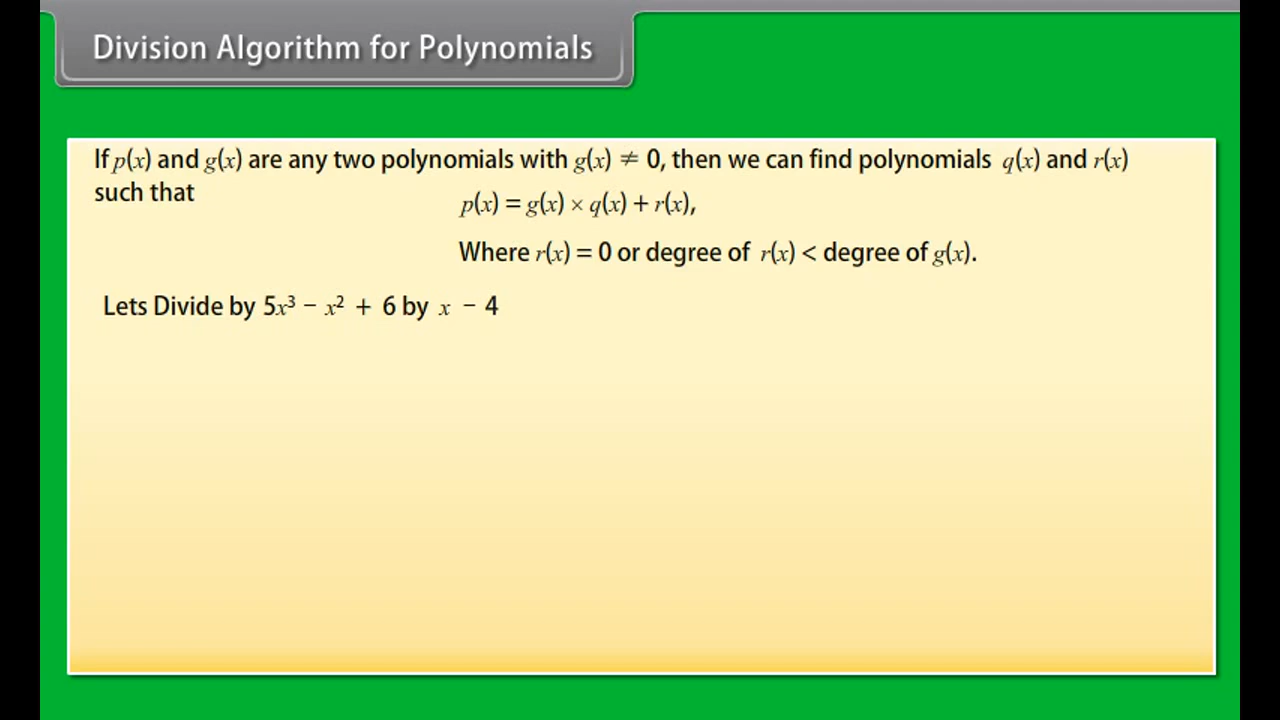 Division Algorithm for Polynomials
If p(x) and g(x) are any two polynomials with g(x) ≠ 0, then we can find polynomials q(x) and r(x)
such that
p(x) = g(x) × q(x) + r(x),
Where r(x) = 0 or degree of r(x) < degree of g(x).
Lets Divide by 5x³ − x² + 6 by x − 4